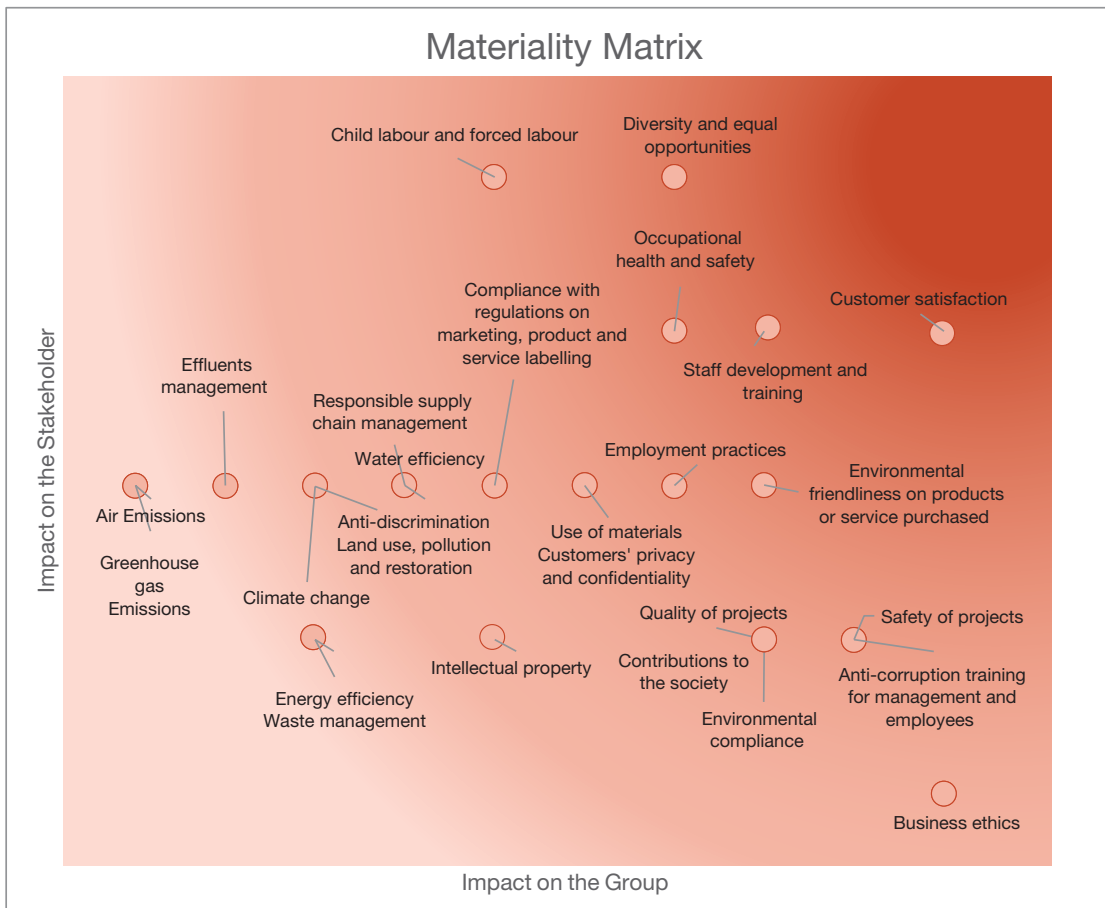 Materiality Matrix
Child labour and forced labour
Diversity and equal
opportunities
Occupational
health and safety
Compliance with
regulations on
marketing, product and
service labelling
Customer satisfaction
Staff development and
training
Effluents
management
Responsible supply
chain management
Water efficiency
Employment practices
Environmental
friendliness on products
or service purchased
Air Emissions
Greenhouse
gas
Emissions
Anti-discrimination
Land use, pollution
and restoration
Climate change
Use of materials
Customers' privacy
and confidentiality
Quality of projects
Contributions to
the society
Environmental
compliance
Safety of projects
Anti-corruption training
for management and
employees
Intellectual property
Energy efficiency
Waste management
Business ethics
Impact on the Stakeholder
Impact on the Group